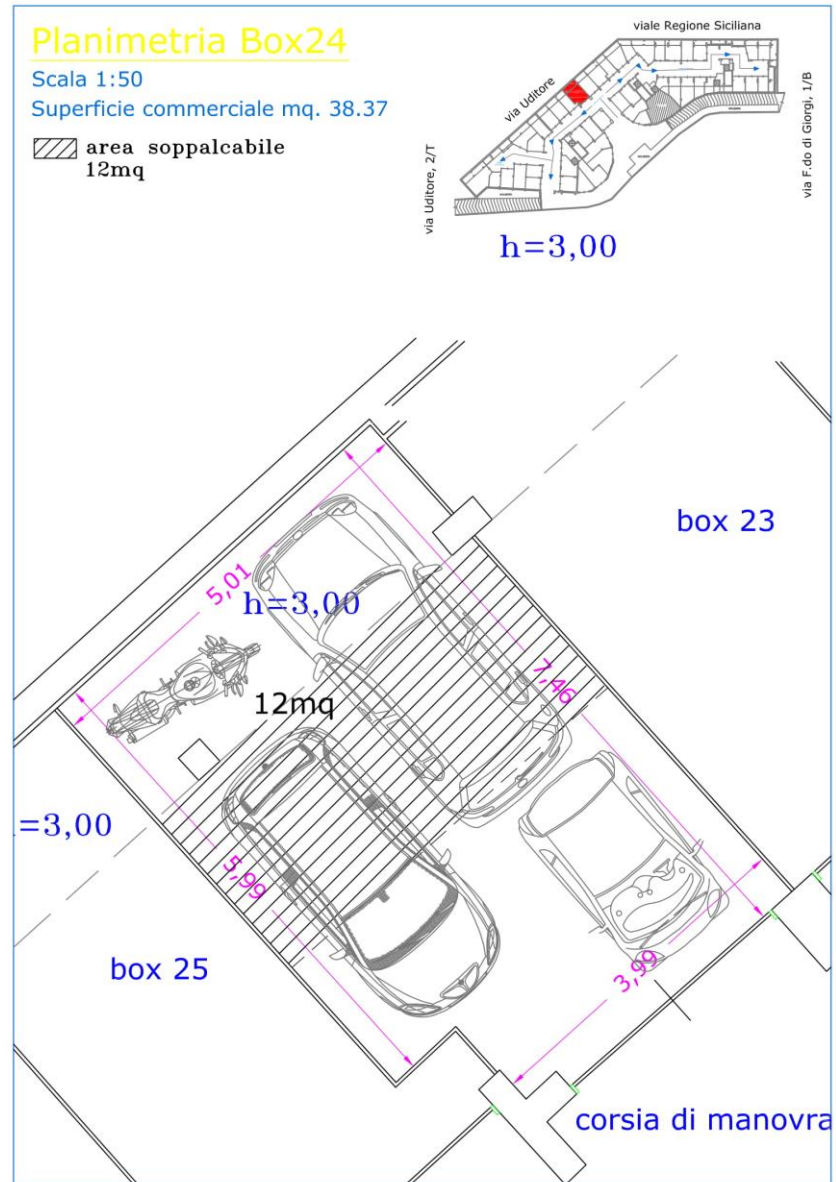 Planimetria Box24
Scala 1:50
Superficie commerciale mq. 38.37
area soppalcabile
12mq
viale Regione Siciliana
via Uditore
via Uditore, 2/T
via F.do di Giorgi, 1/B
h=3,00
box 23
5,01
h=3,00
7,46
12mq
=3,00
5,99
box 25
3,99
corsia di manovra